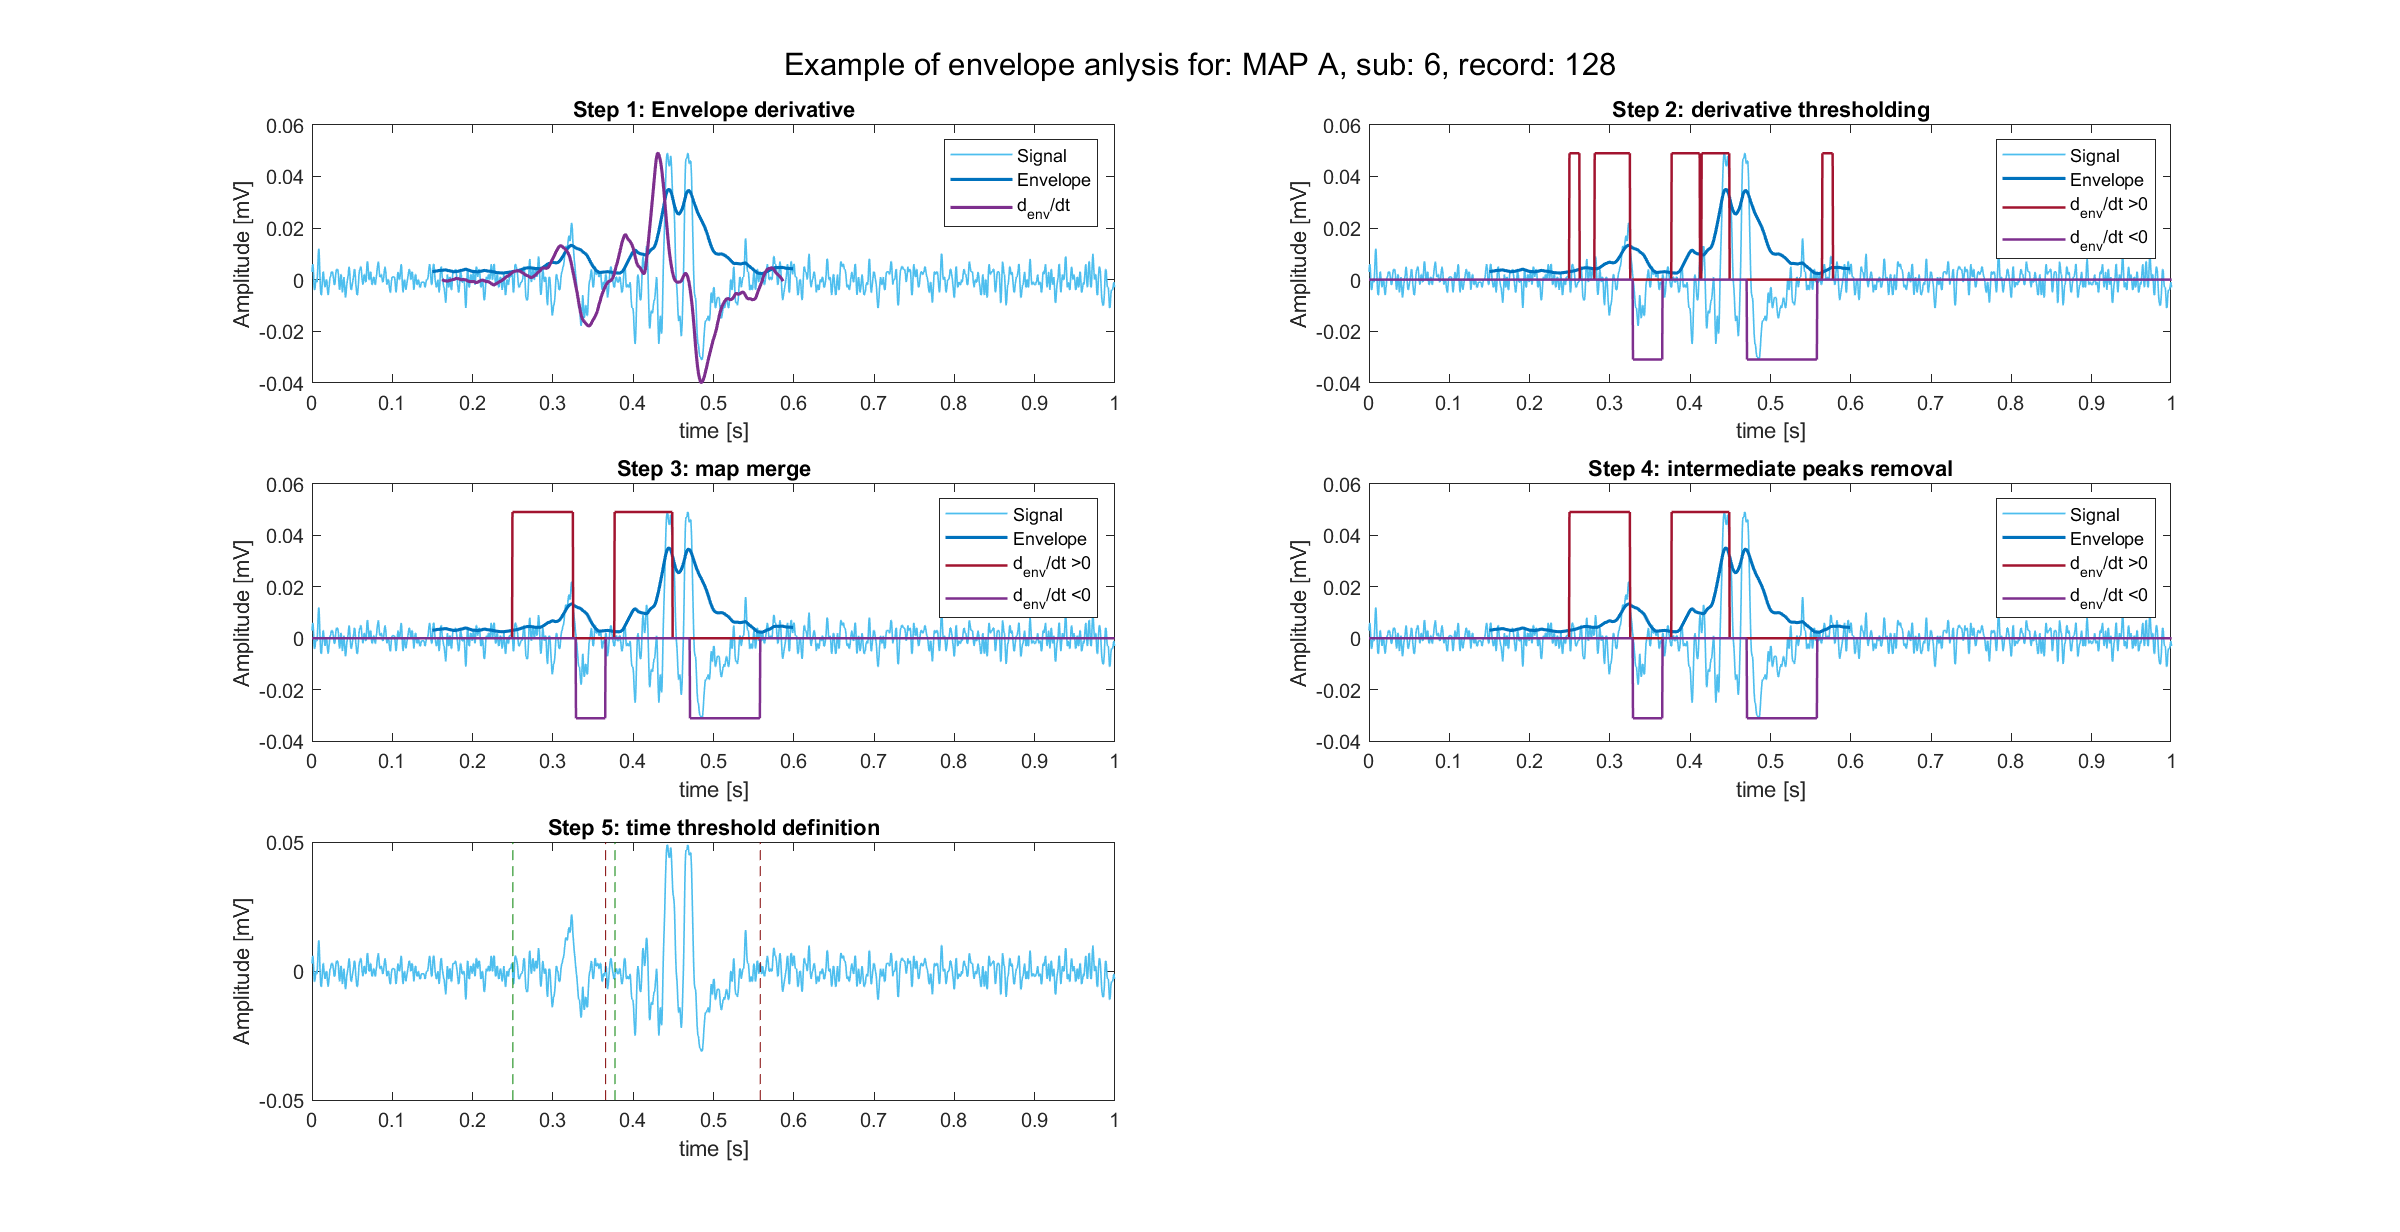 Example of envelope anlysis for: MAP A, sub: 6, record: 128
Step 1: Envelope derivative
0.06
0.04
0.02
0
-0.02
-0.04
Amplitude [mV]
0 0.1 0.2 0.3 0.4 0.5 0.6 0.7 0.8 0.9 1
time [s]
Signal
Envelope
d_env/dt
Step 2: derivative thresholding
0.06
0.04
0.02
0
-0.02
-0.04
Amplitude [mV]
0 0.1 0.2 0.3 0.4 0.5 0.6 0.7 0.8 0.9 1
time [s]
Signal
Envelope
d_env/dt >0
d_env/dt <0
Step 3: map merge
0.06
0.04
0.02
0
-0.02
-0.04
Amplitude [mV]
0 0.1 0.2 0.3 0.4 0.5 0.6 0.7 0.8 0.9 1
time [s]
Signal
Envelope
d_env/dt >0
d_env/dt <0
Step 4: intermediate peaks removal
0.06
0.04
0.02
0
-0.02
-0.04
Amplitude [mV]
0 0.1 0.2 0.3 0.4 0.5 0.6 0.7 0.8 0.9 1
time [s]
Signal
Envelope
d_env/dt >0
d_env/dt <0
Step 5: time threshold definition
0.05
0
-0.05
Amplitude [mV]
0 0.1 0.2 0.3 0.4 0.5 0.6 0.7 0.8 0.9 1
time [s]